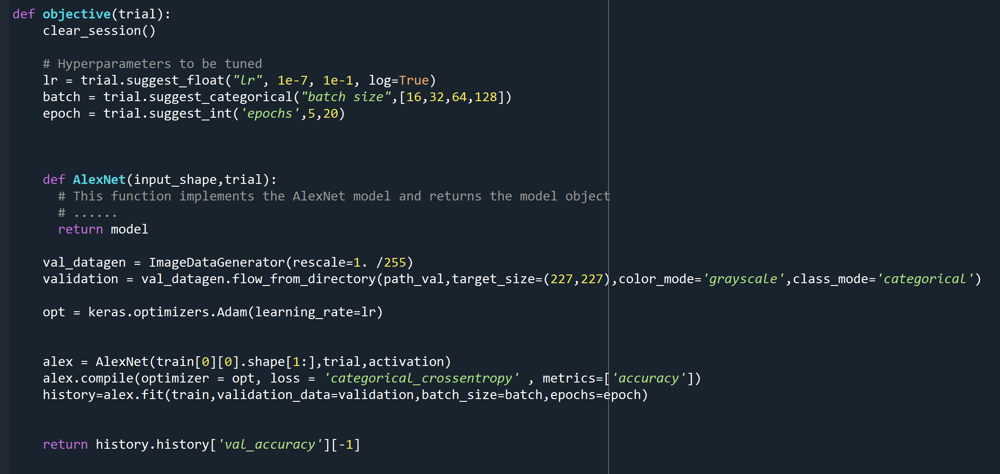 def objective(trial):
clear_session()
# Hyperparameters to be tuned
lr = trial.suggest_float("lr", 1e-7, 1e-1, log=True)
batch = trial.suggest_categorical("batch size",[16,32,64,128])
epoch = trial.suggest_int('epochs',5,20)
def AlexNet(input_shape,trial):
# This function implements the AlexNet model and returns the model object
# ......
return model
val_datagen = ImageDataGenerator(rescale=1. /255)
validation = val_datagen.flow_from_directory(path_val,target_size=(227,227),color_mode='grayscale',class_mode='categorical')
opt = keras.optimizers.Adam(learning_rate=lr)
alex = AlexNet(train[0][0].shape[1:],trial,activation)
alex.compile(optimizer = opt, loss = 'categorical_crossentropy' , metrics=['accuracy'])
history=alex.fit(train,validation_data=validation,batch_size=batch,epochs=epoch)
return history.history['val_accuracy'][-1]